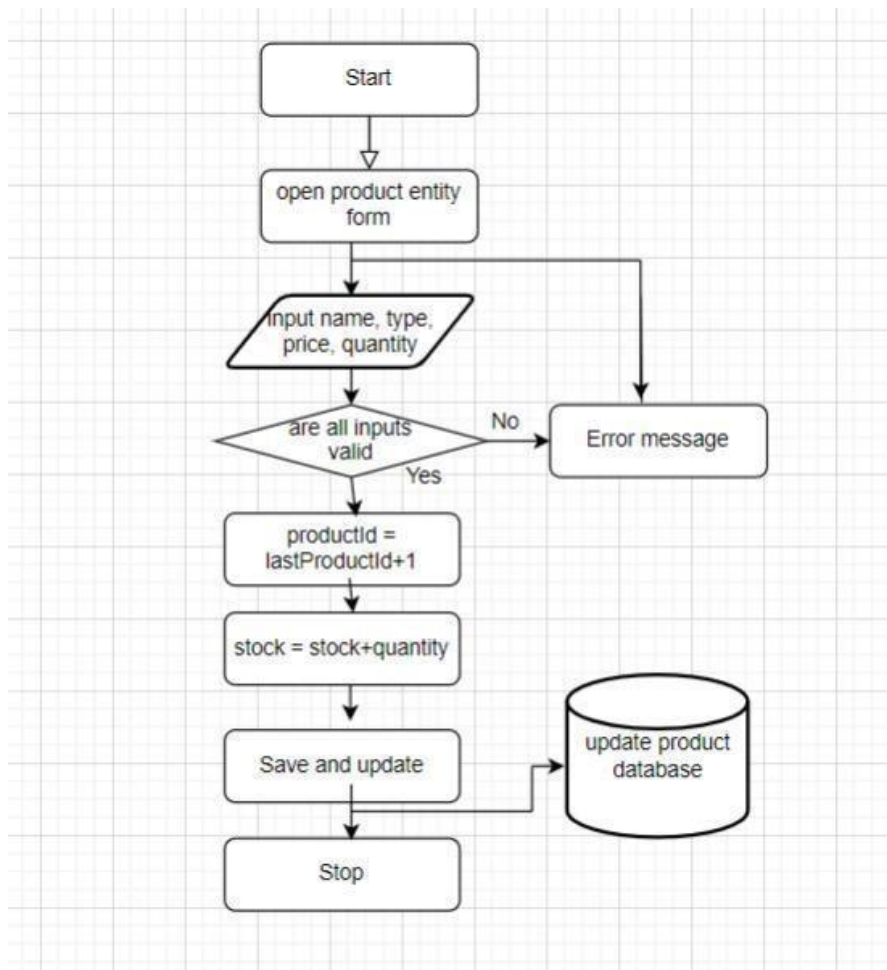 Start
open product entity
form
Input name, type,
price, quantity
are all inputs
valid
No
Error message
Yes
productId =
lastProductId+1
stock = stock+quantity
Save and update
update product
database
Stop